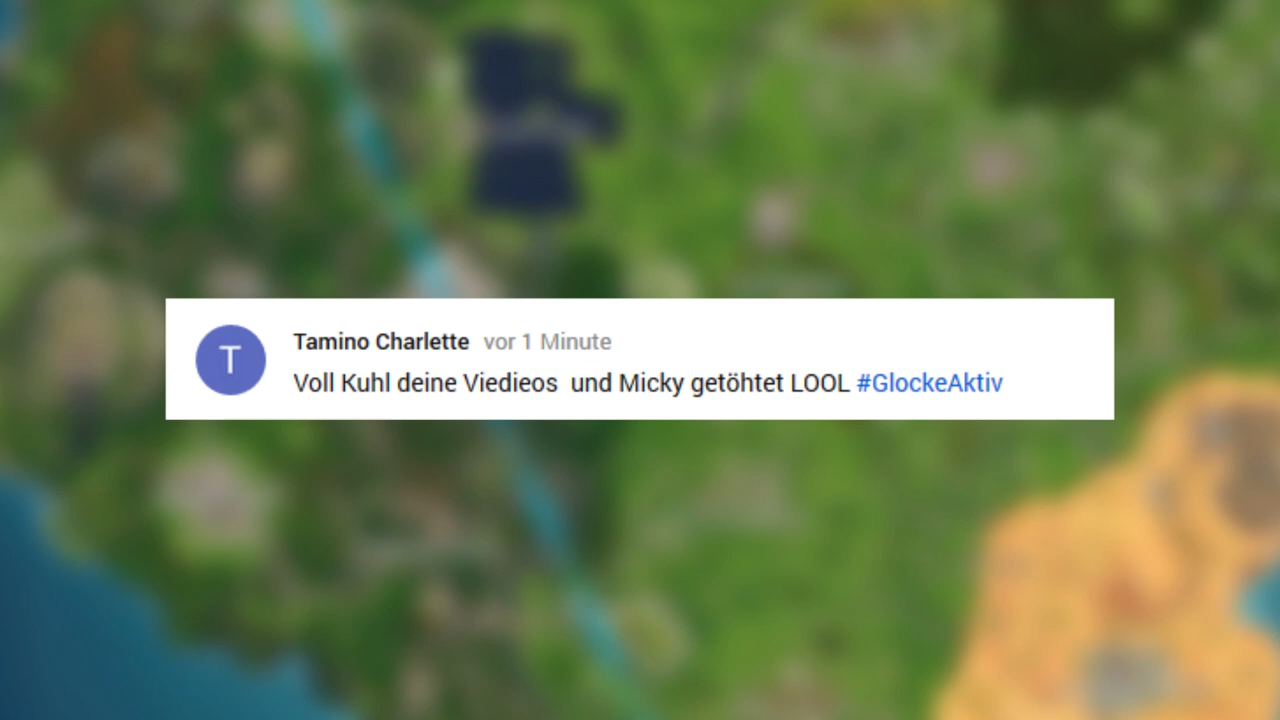 T
Tamino Charlette vor 1 Minute
Voll Kuhl deine Viedieos  und Micky getöhtet LOOL #GlockeAktiv